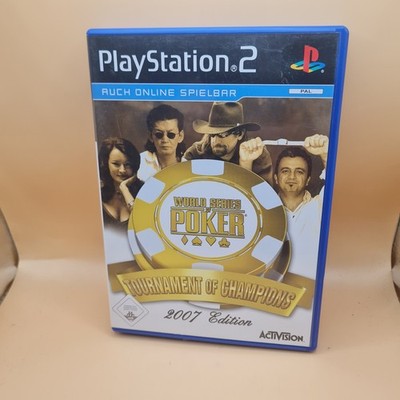 PlayStation®2
AUCH ONLINE SPIELBAR
PAL
WORLD SERIES
OF
POKER
TOURNAMENT OF CHAMPIONS
2007 Edition
ACTIVISION